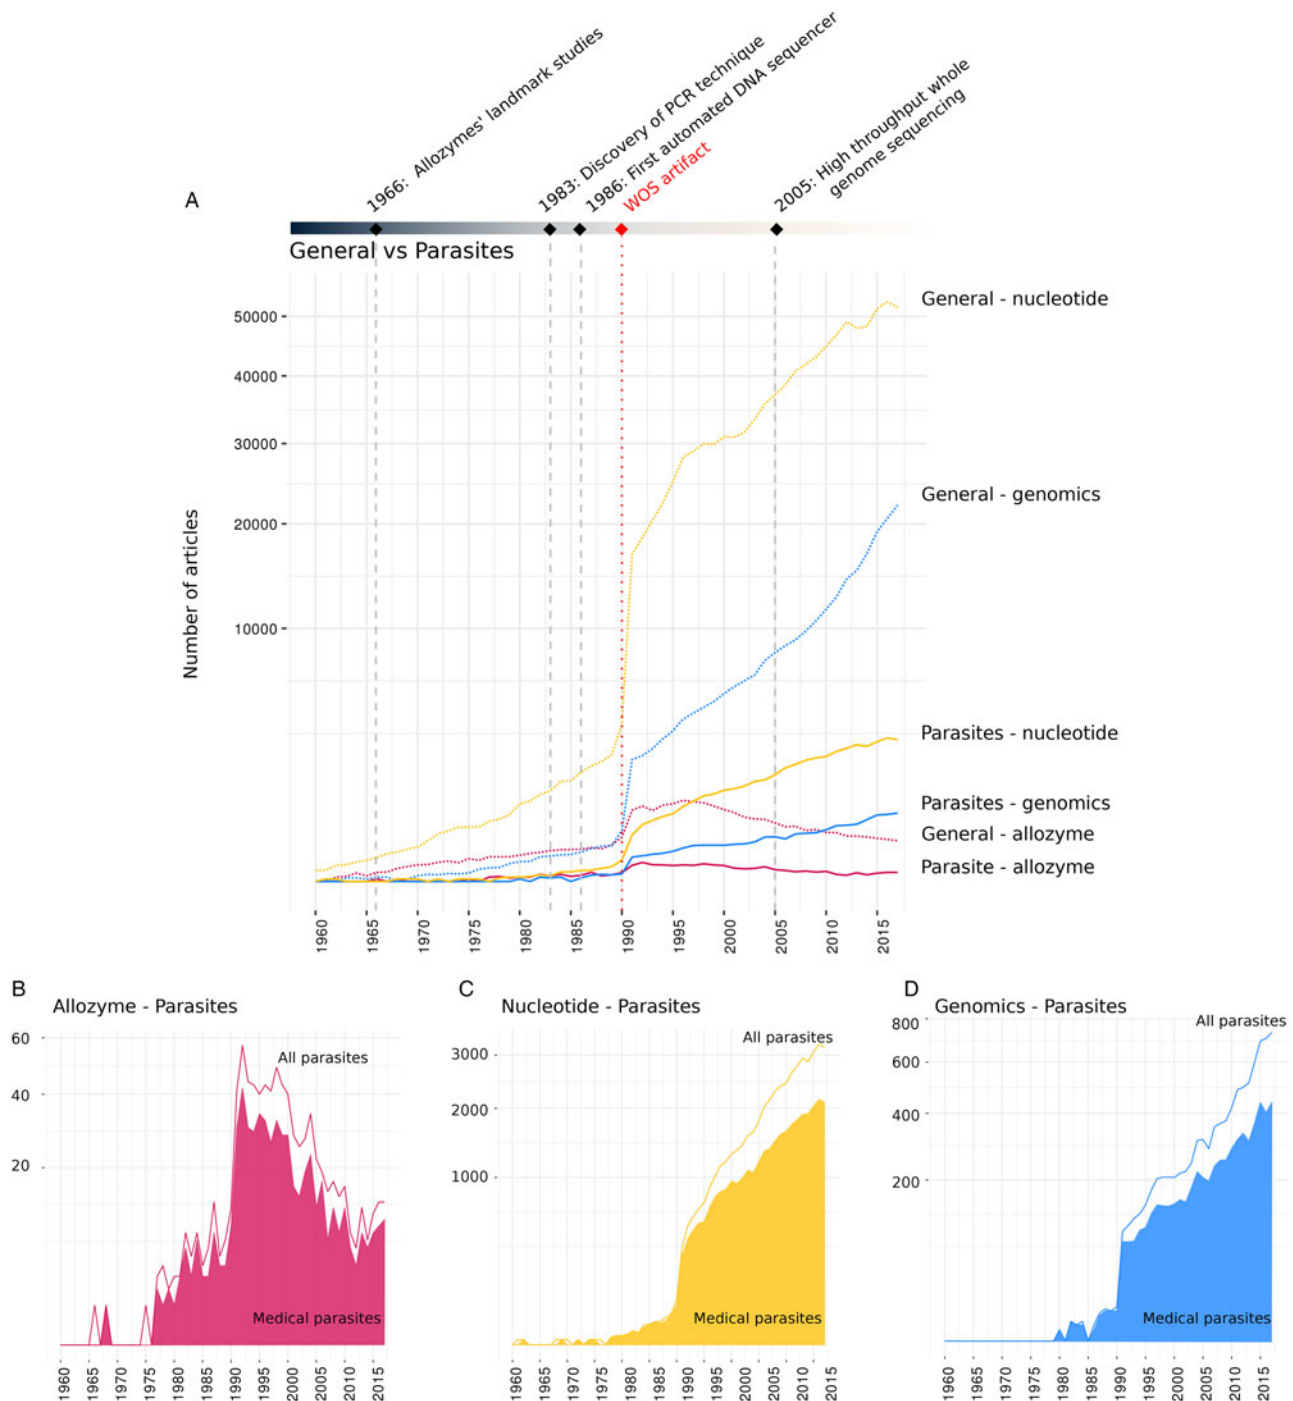 1966: Allozymes' landmark studies
1983: Discovery of PCR technique
1986: First automated DNA sequencer
WOS artifact
2005: High throughput whole
genome sequencing
A
General vs Parasites
Number of articles
50000
40000
30000
20000
10000
General - nucleotide
General - genomics
Parasites - nucleotide
Parasites - genomics
General - allozyme
Parasite - allozyme
1960
1965
1970
1975
1980
1985
1990
1995
2000
2005
2010
2015
B
Allozyme - Parasites
60
40
20
All parasites
Medical parasites
1960
1965
1970
1975
1980
1985
1990
1995
2000
2005
2010
2015
C
Nucleotide - Parasites
3000
2000
1000
All parasites
Medical parasites
1960
1965
1970
1975
1980
1985
1990
1995
2000
2005
2010
2015
D
Genomics - Parasites
800
600
400
200
All parasites
Medical parasites
1960
1965
1970
1975
1980
1985
1990
1995
2000
2005
2010
2015